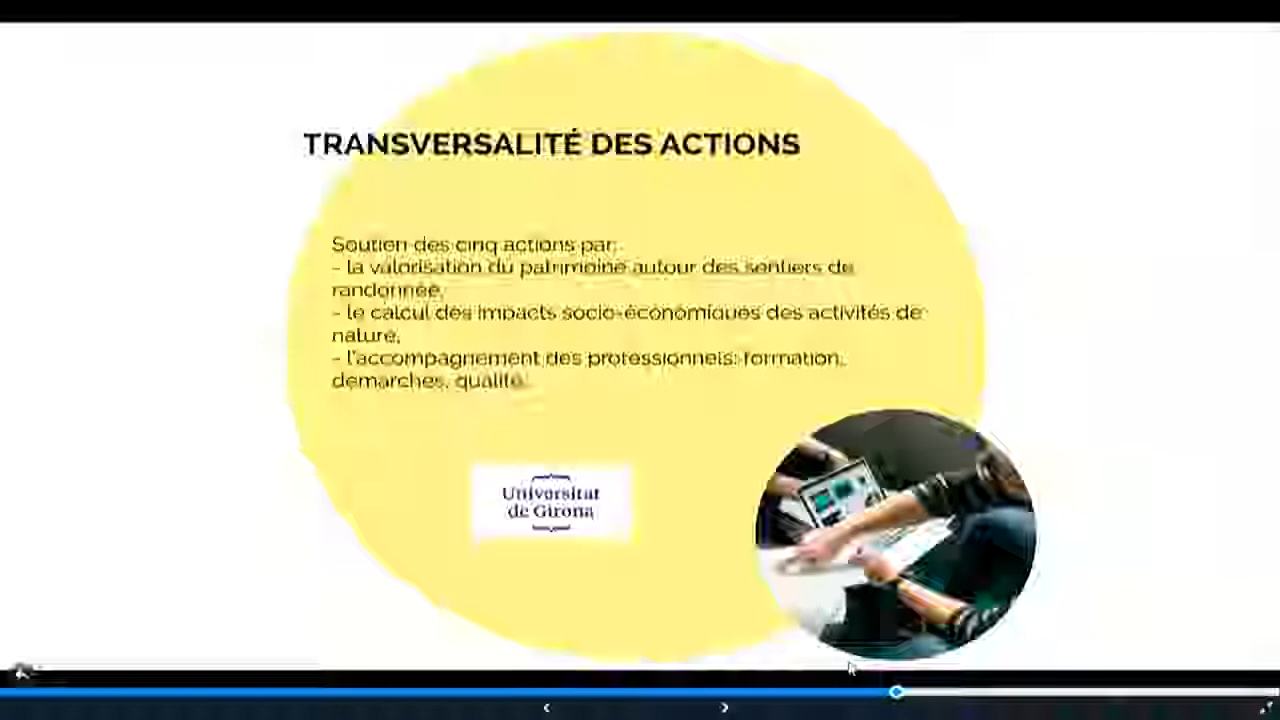 TRANSVERSALITÉ DES ACTIONS
Soutien des cinq actions par:
- la valorisation du patrimoine autour des sentiers de
randonnée,
- le calcul des impacts socio-économiques des activités de
nature,
- l'accompagnement des professionnels: formation,
démarches, qualité.
Universitat
de Girona